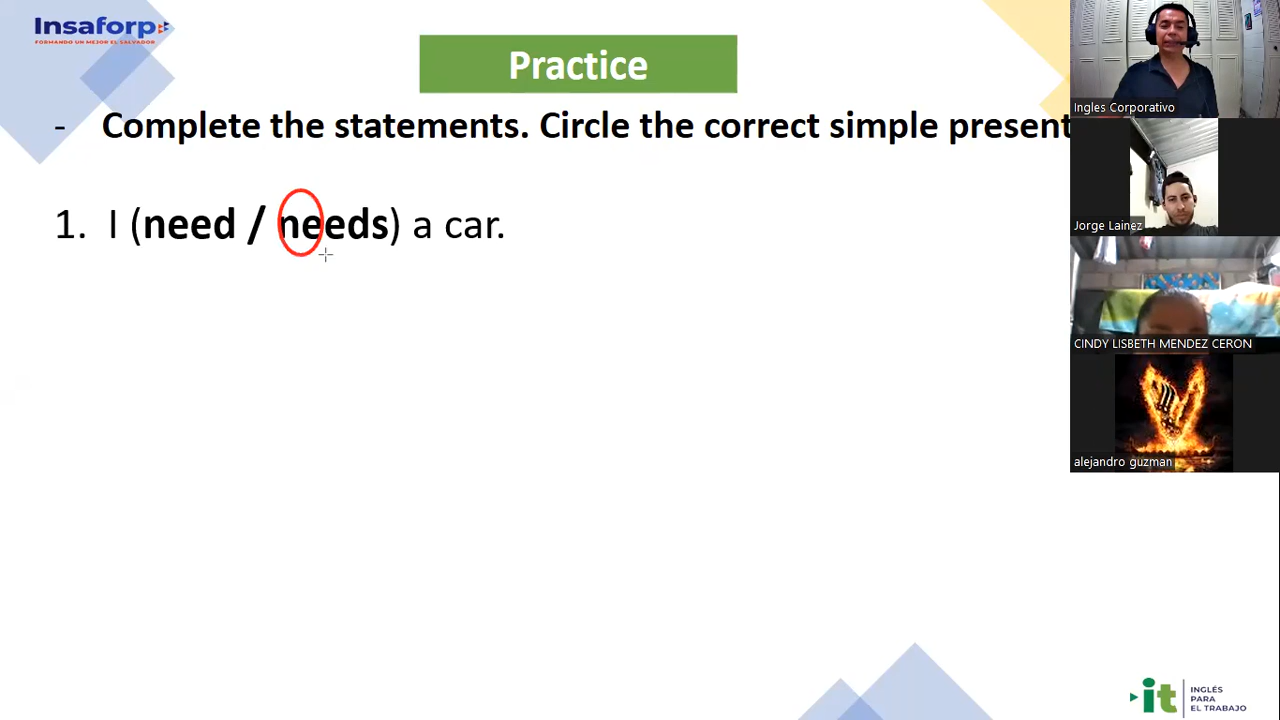 Insaforp
FORMANDO UN MEJOR EL SALVADOR
Practice
- Complete the statements. Circle the correct simple present
1. I (need / needs) a car.
Ingles Corporativo
Jorge Lainez
CINDY LISBETH MENDEZ CERON
alejandro guzman
it
INGLÉS
PARA
EL TRABAJO